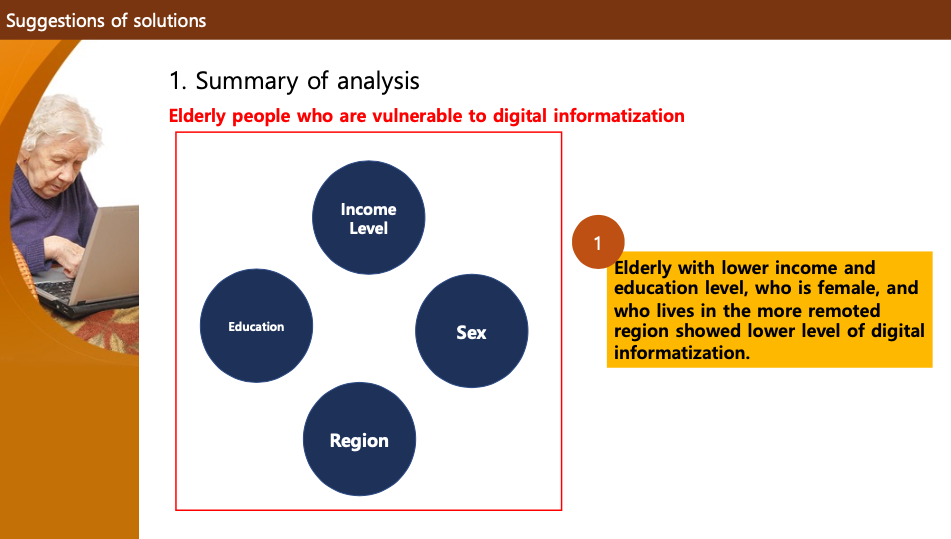 Suggestions of solutions
1. Summary of analysis
Elderly people who are vulnerable to digital informatization
Income
Level
Education
Sex
Region
1
Elderly with lower income and
education level, who is female, and
who lives in the more remoted
region showed lower level of digital
informatization.